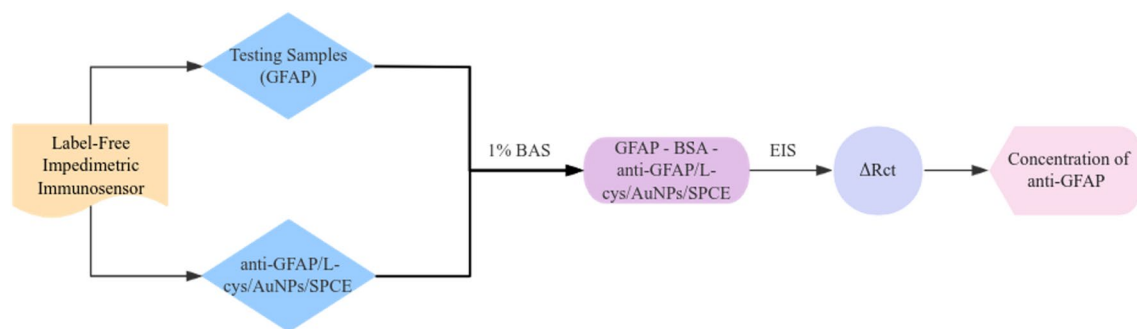 Testing Samples
(GFAP)
Label-Free
Impedimetric
Immunosensor
1% BAS
GFAP - BSA -
anti-GFAP/L-
cys/AuNPs/SPCE
EIS
ΔRct
Concentration of
anti-GFAP
anti-GFAP/L-
cys/AuNPs/SPCE